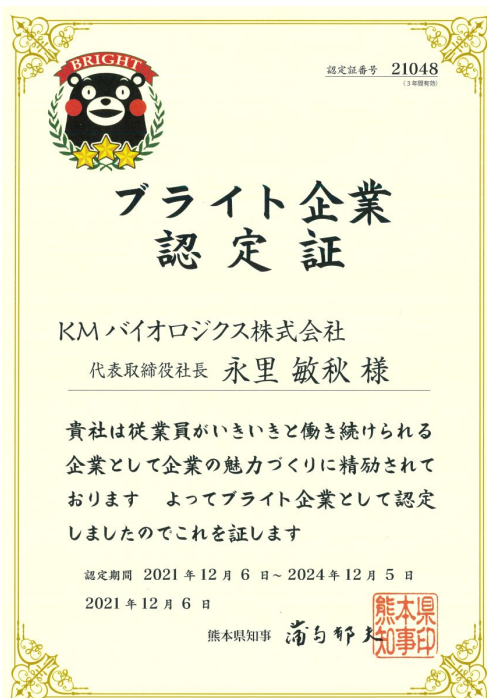 BRIGHT
認定証番号 21048
(3年間有効)
ブライト企業
認定証
KMバイオロジクス株式会社
代表取締役社長 永里 敏秋 様
貴社は従業員がいきいきと働き続けられる
企業として企業の魅力づくりに精励されて
おります よってブライト企業として認定
しましたのでこれを証します
認定期間 2021年12月6日~2024年12月5日
2021年12月6日
熊本県知事 蒲島郁夫
熊本県
知事印